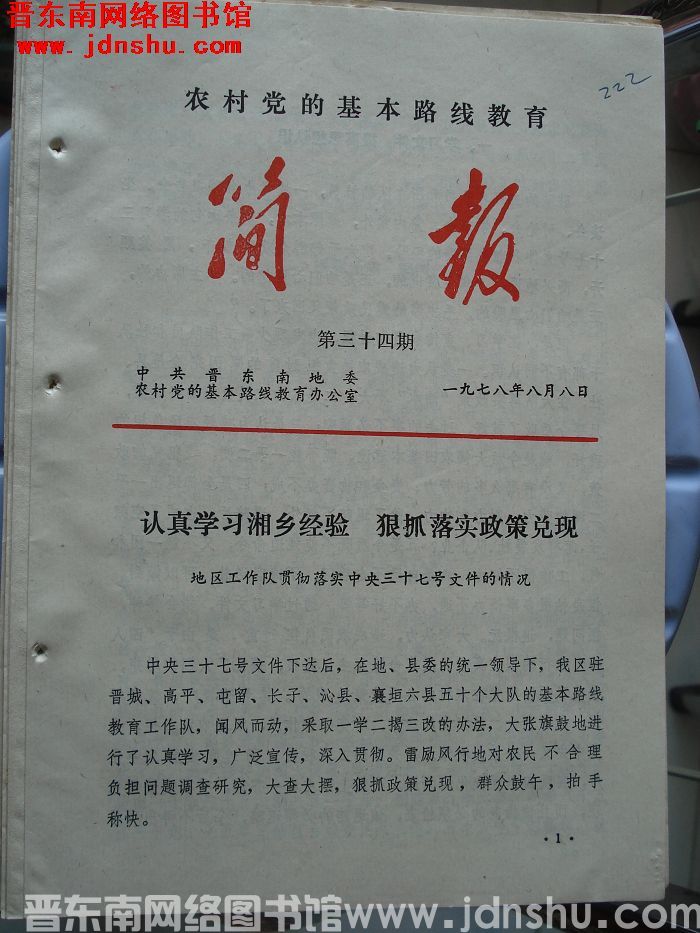 晋东南网络图书馆
www.jdnshu.com
222
农村党的基本路线教育
简报
第三十四期
中共晋东南地委
农村党的基本路线教育办公室
一九七八年八月八日
认真学习湘乡经验 狠抓落实政策兑现
地区工作队贯彻落实中央三十七号文件的情况
中央三十七号文件下达后，在地、县委的统一领导下，我区驻
晋城、高平、屯留、长子、沁县、襄垣六县五十个大队的基本路线
教育工作队，闻风而动，采取一学二揭三改的办法，大张旗鼓地进
行了认真学习，广泛宣传，深入贯彻。雷励风行地对农民不合理
负担问题调查研究，大查大摆，狠抓政策兑现，群众鼓午，拍手
称快。
·1·
晋东南网络图书馆 www.jdnshu.com